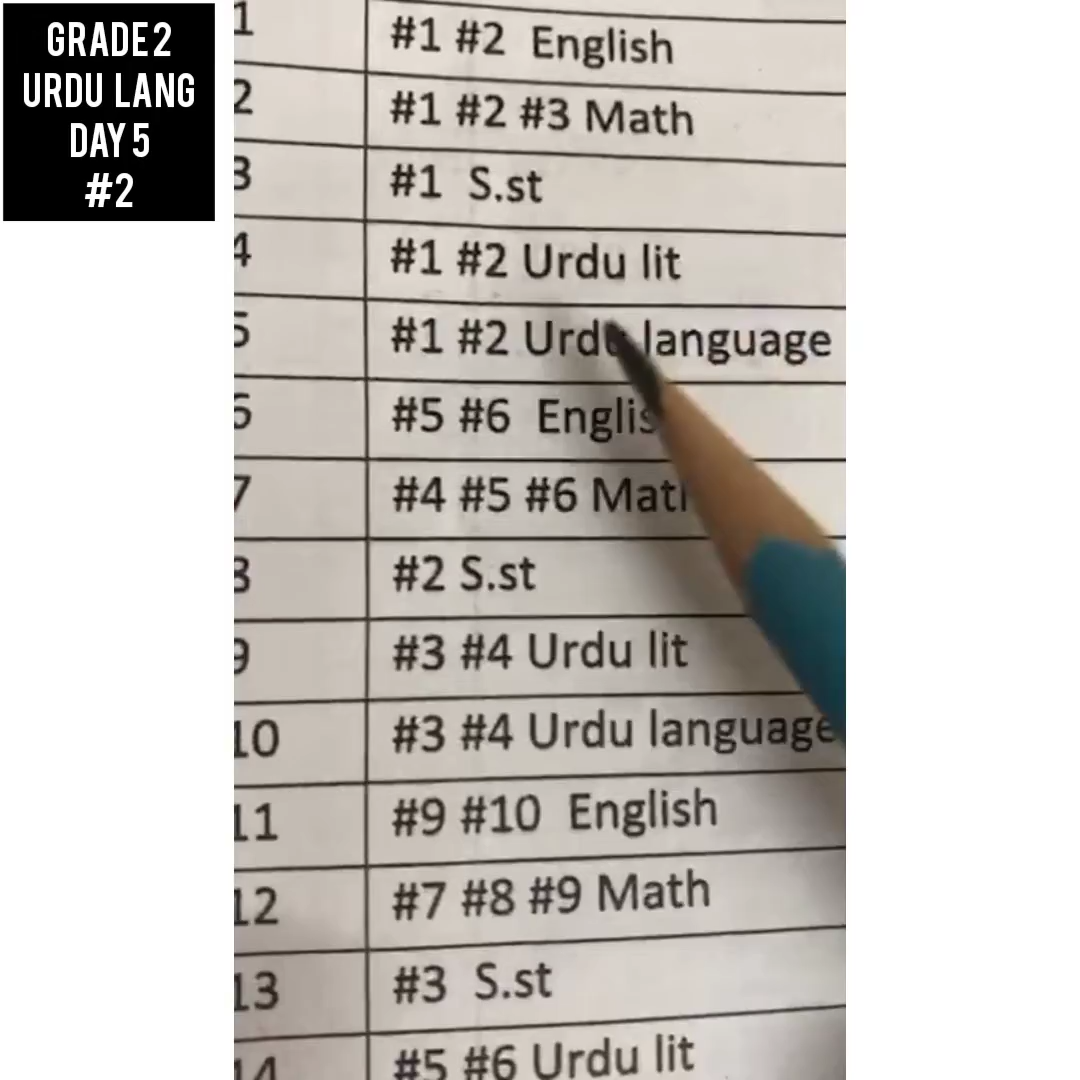 GRADE 2
URDU LANG
DAY 5
#2
1 #1 #2 English
2 #1 #2 #3 Math
3 #1 S.st
4 #1 #2 Urdu lit
5 #1 #2 Urdu language
6 #5 #6 English
7 #4 #5 #6 Math
8 #2 S.st
9 #3 #4 Urdu lit
10 #3 #4 Urdu language
11 #9 #10 English
12 #7 #8 #9 Math
13 #3 S.st
14 #5 #6 Urdu lit